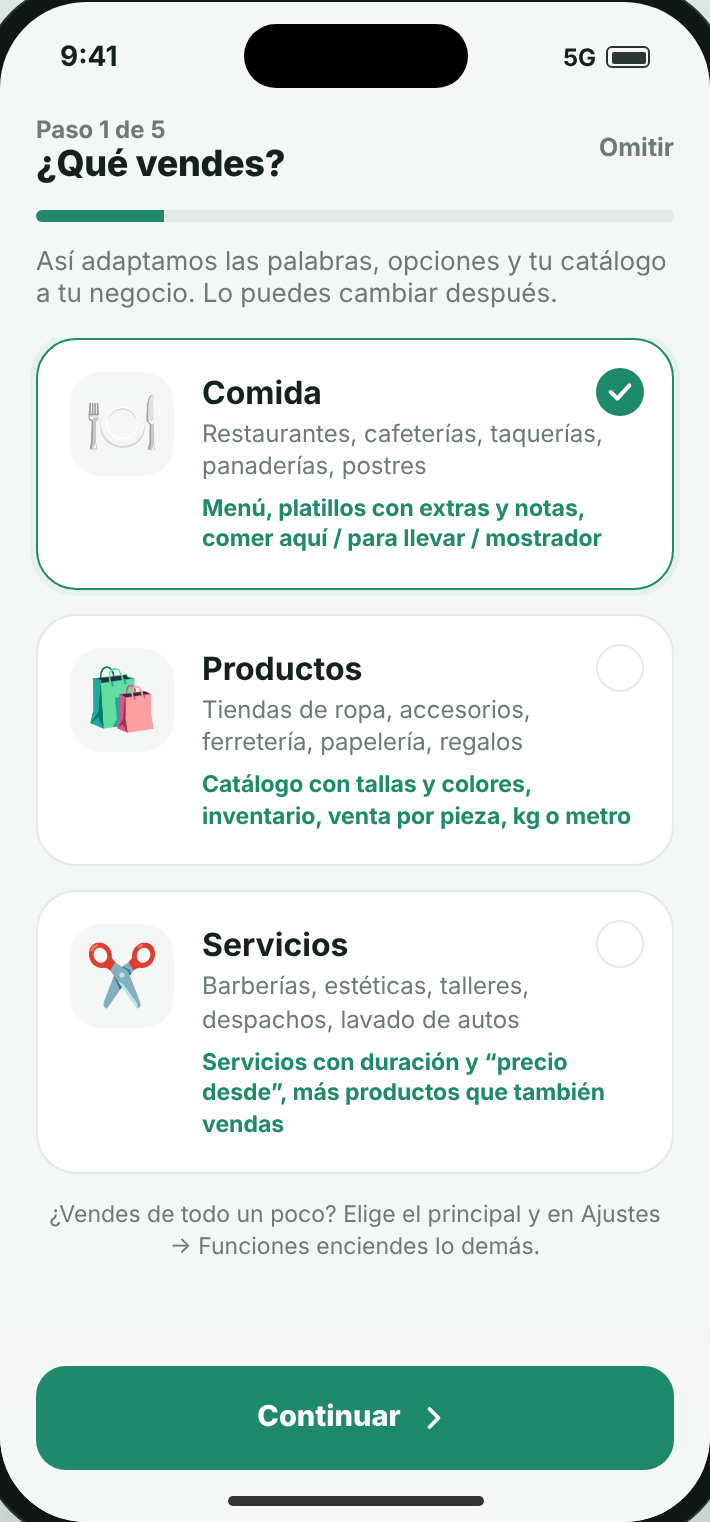 9:41
5G
Paso 1 de 5
¿Qué vendes?
Omitir
Así adaptamos las palabras, opciones y tu catálogo
a tu negocio. Lo puedes cambiar después.
Comida
Restaurantes, cafeterías, taquerías,
panaderías, postres
Menú, platillos con extras y notas,
comer aquí / para llevar / mostrador
Productos
Tiendas de ropa, accesorios,
ferretería, papelería, regalos
Catálogo con tallas y colores,
inventario, venta por pieza, kg o metro
Servicios
Barberías, estéticas, talleres,
despachos, lavado de autos
Servicios con duración y “precio
desde”, más productos que también
vendas
¿Vendes de todo un poco? Elige el principal y en Ajustes
→ Funciones enciendes lo demás.
Continuar